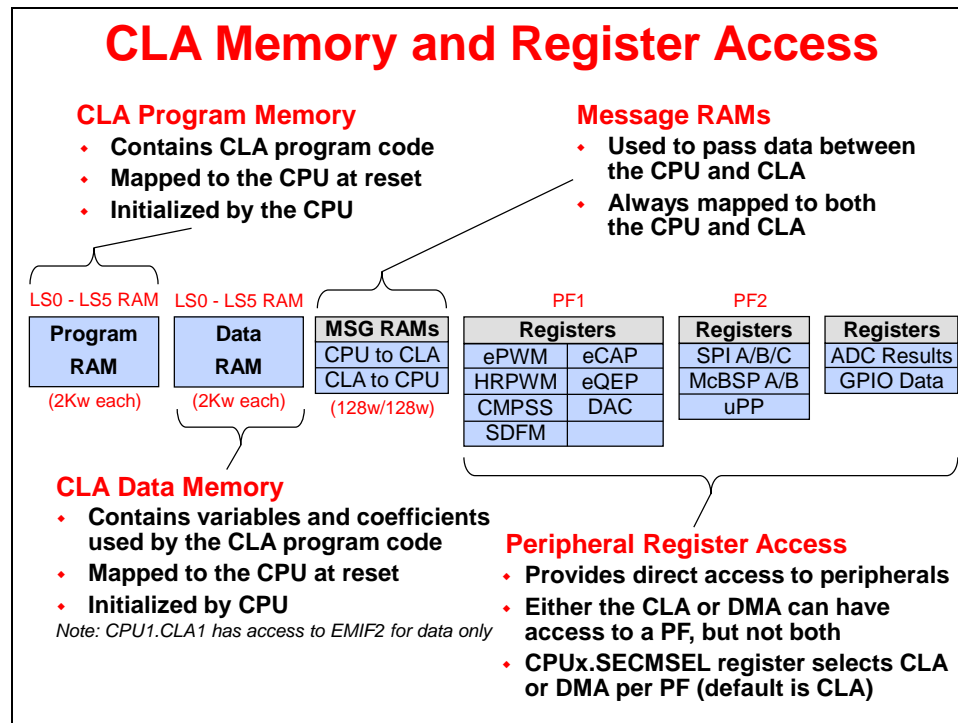 CLA Memory and Register Access
CLA Program Memory
Contains CLA program code
Mapped to the CPU at reset
Initialized by the CPU
Message RAMs
Used to pass data between
the CPU and CLA
Always mapped to both
the CPU and CLA
LS0 - LS5 RAM
Program
RAM
(2Kw each)
LS0 - LS5 RAM
Data
RAM
(2Kw each)
MSG RAMs
CPU to CLA
CLA to CPU
(128w/128w)
PF1
Registers
ePWM eCAP
HRPWM eQEP
CMPSS DAC
SDFM
PF2
Registers
SPI A/B/C
McBSP A/B
uPP
Registers
ADC Results
GPIO Data
CLA Data Memory
Contains variables and coefficients
used by the CLA program code
Mapped to the CPU at reset
Initialized by CPU
Note: CPU1.CLA1 has access to EMIF2 for data only
Peripheral Register Access
Provides direct access to peripherals
Either the CLA or DMA can have
access to a PF, but not both
CPUx.SECMSEL register selects CLA
or DMA per PF (default is CLA)